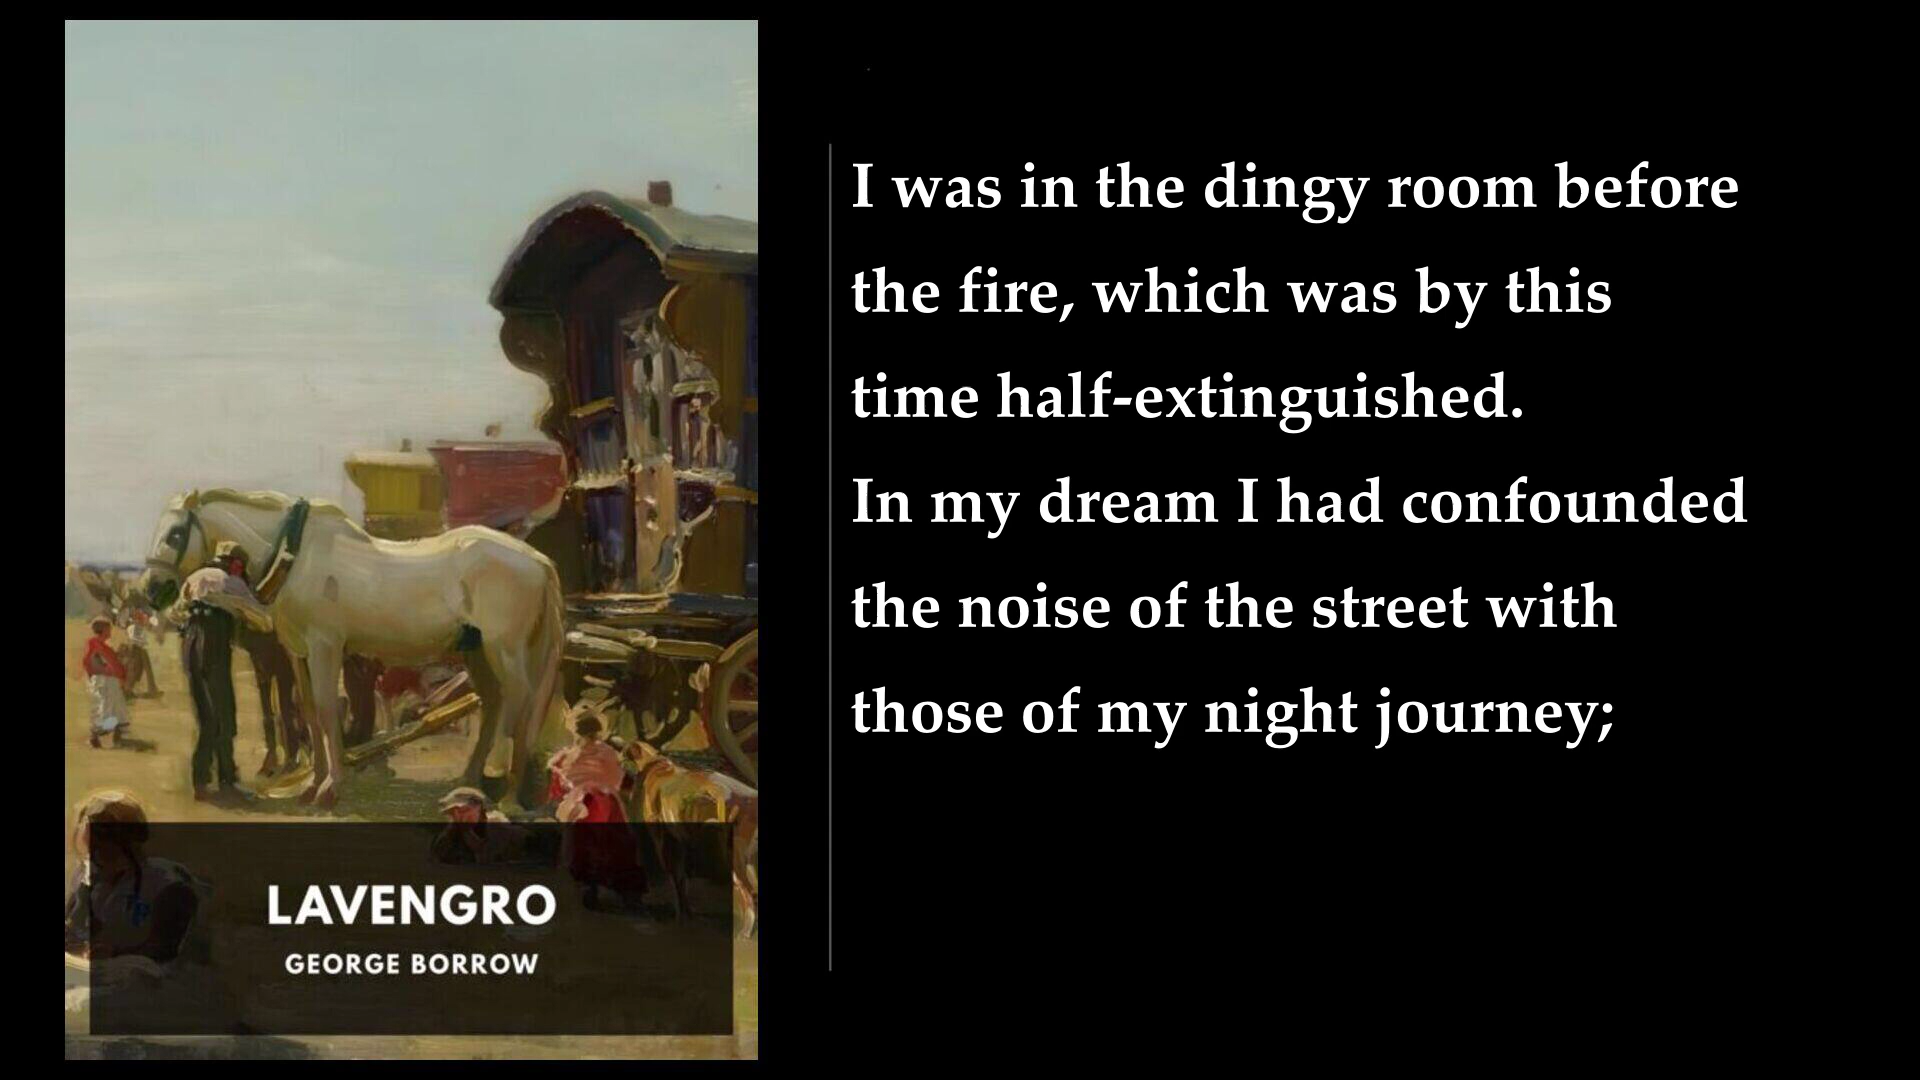 I was in the dingy room before
the fire, which was by this
time half-extinguished.
In my dream I had confounded
the noise of the street with
those of my night journey;
LAVENGRO
GEORGE BORROW